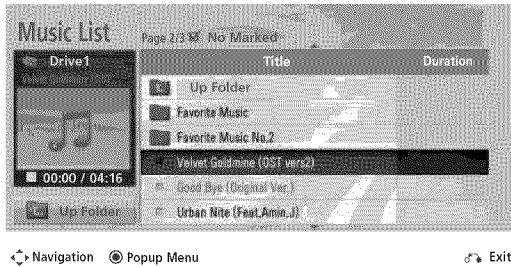 Music List
Page 2/3 No Marked
Drive1
Title Duration
Up Folder
Favorite Music
Favorite Music No.2
Velvet Goldmine (OST vers2)
00:00 / 04:16
Good Bye (Original Ver.)
Up Folder
Urban Nite (Feat.Amin.J)
Navigation Popup Menu Exit